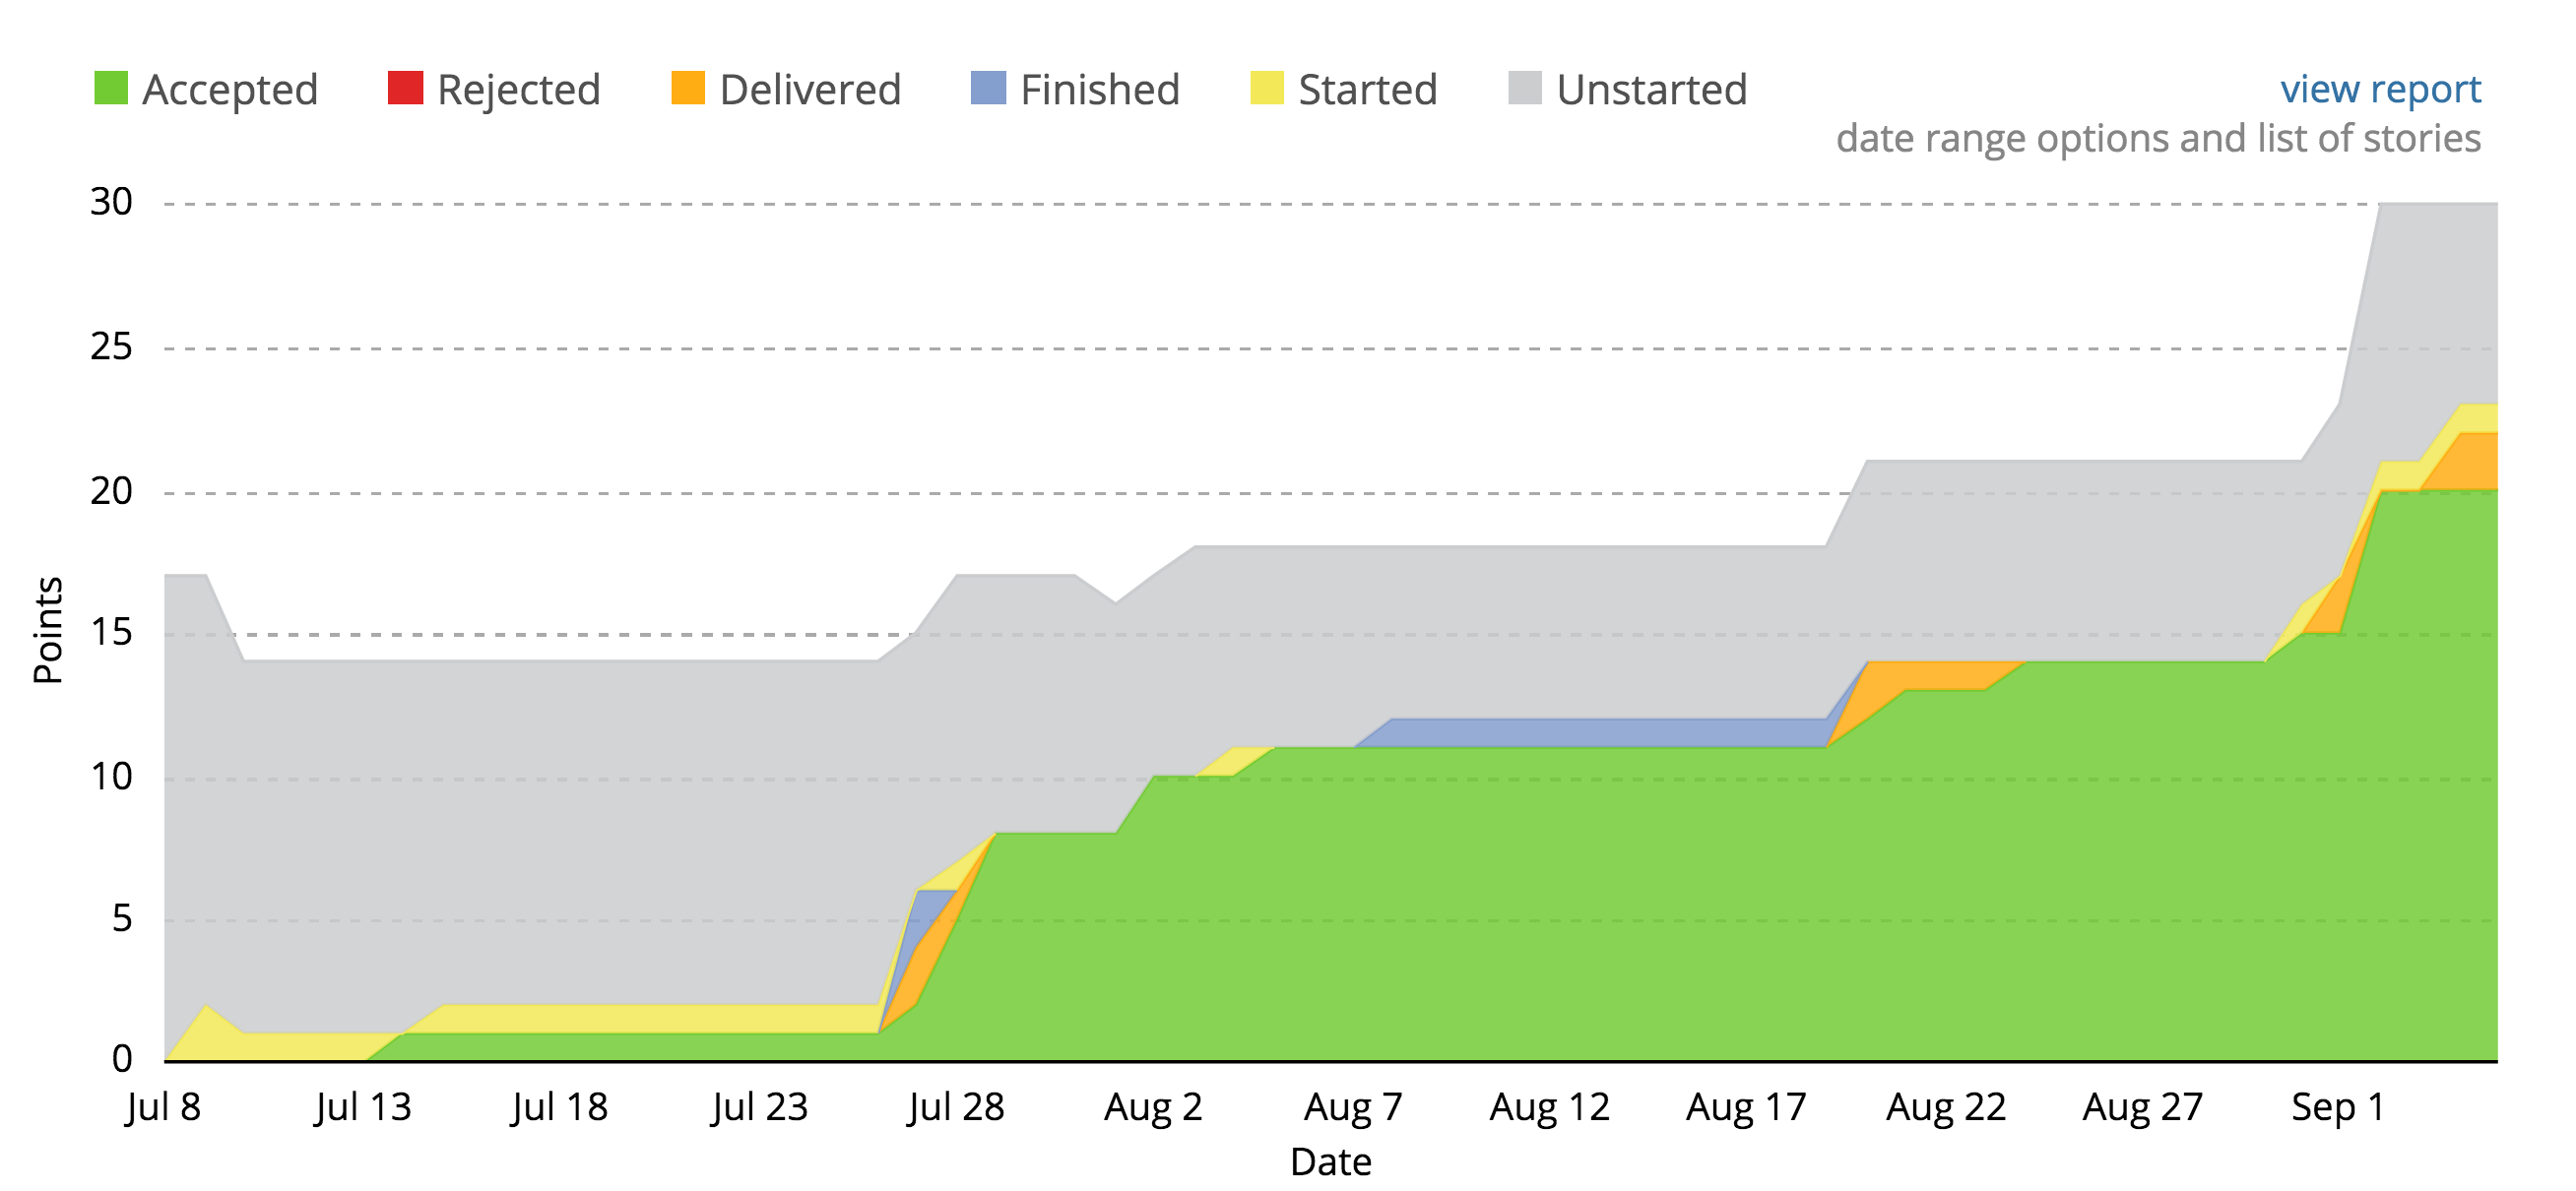 Accepted Rejected Delivered Finished Started Unstarted view report
date range options and list of stories
30
25
20
15
10
5
0
Points
Jul 8 Jul 13 Jul 18 Jul 23 Jul 28 Aug 2 Aug 7 Aug 12 Aug 17 Aug 22 Aug 27 Sep 1
Date